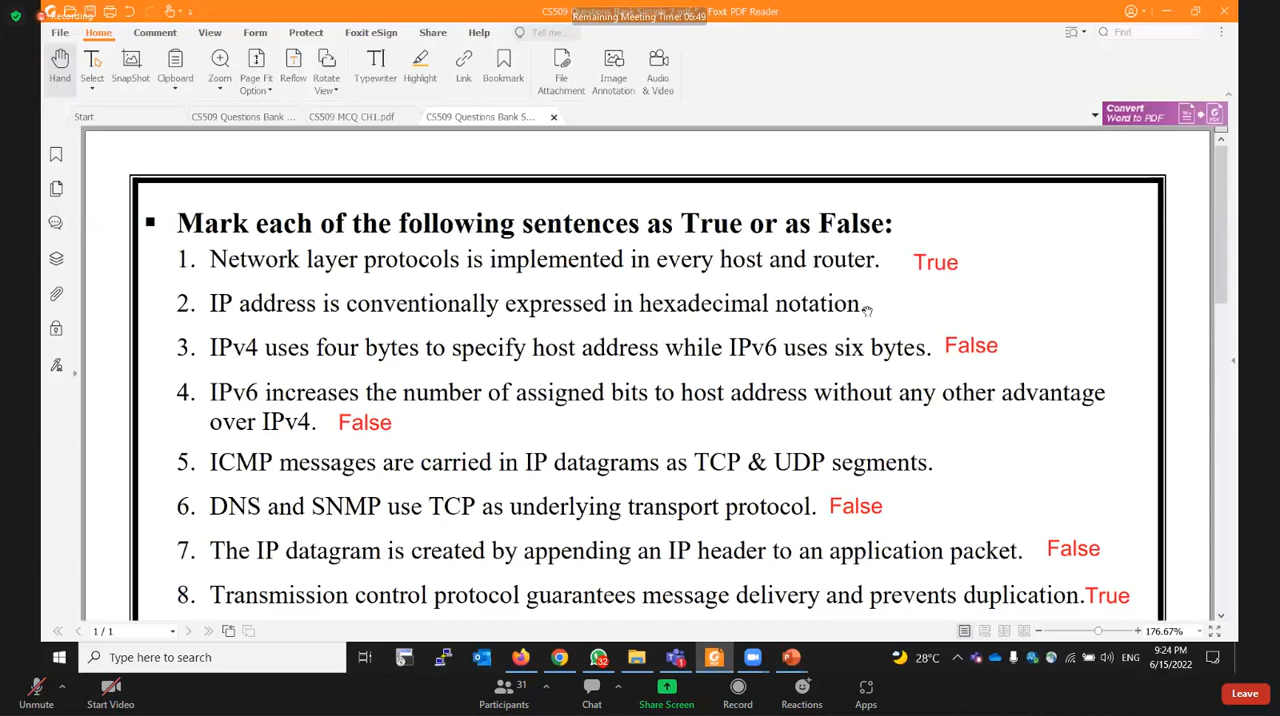 Recording
CS509 Questions Bank Sample 2.pdf * - Foxit PDF Reader
Remaining Meeting Time: 06:49
File Home Comment View Form Protect Foxit eSign Share Help Tell me... Find
Hand Select SnapShot Clipboard Zoom Page Fit Option Reflow Rotate View Typewriter Highlight Link Bookmark File Attachment Image Annotation Audio & Video
Start CS509 Questions Bank ... CS509 MCQ CH1.pdf CS509 Questions Bank S...
Convert
Word to PDF
▪ Mark each of the following sentences as True or as False:
1. Network layer protocols is implemented in every host and router. True
2. IP address is conventionally expressed in hexadecimal notation.
3. IPv4 uses four bytes to specify host address while IPv6 uses six bytes. False
4. IPv6 increases the number of assigned bits to host address without any other advantage
over IPv4. False
5. ICMP messages are carried in IP datagrams as TCP & UDP segments.
6. DNS and SNMP use TCP as underlying transport protocol. False
7. The IP datagram is created by appending an IP header to an application packet. False
8. Transmission control protocol guarantees message delivery and prevents duplication. True
1 / 1 176.67%
Type here to search 32 1 28°C ENG 9:24 PM
6/15/2022
31
Unmute Start Video Participants Chat Share Screen Record Reactions Apps Leave